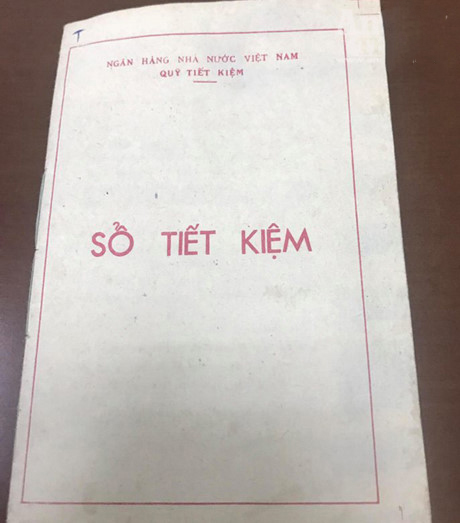 T
NGÂN HÀNG NHÀ NƯỚC VIỆT NAM
QUỸ TIẾT KIỆM
SỔ TIẾT KIỆM